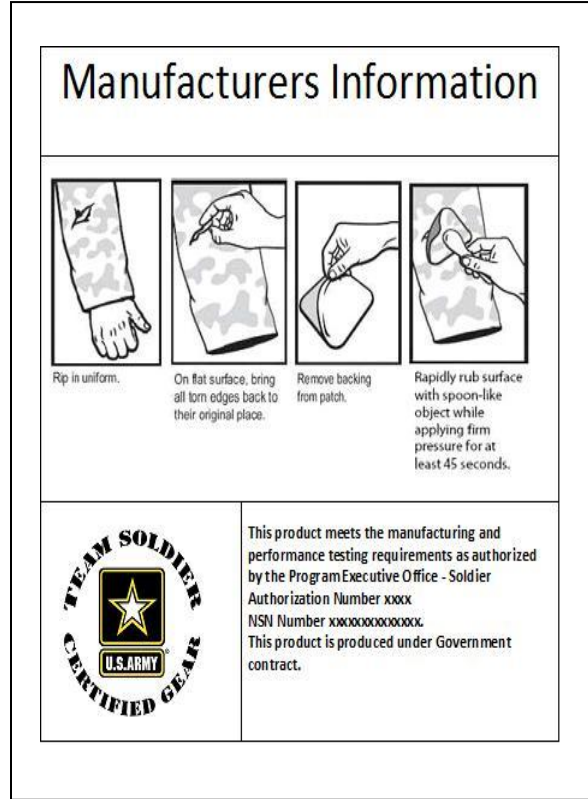 Manufacturers Information
Rip in uniform.
On flat surface, bring
all torn edges back to
their original place.
Remove backing
from patch.
Rapidly rub surface
with spoon-like
object while
applying firm
pressure for at
least 45 seconds.
TEAM SOLDIER
U.S.ARMY
®
CERTIFIED GEAR
This product meets the manufacturing and
performance testing requirements as authorized
by the Program Executive Office - Soldier
Authorization Number xxxx
NSN Number xxxxxxxxxxxxx.
This product is produced under Government
contract.